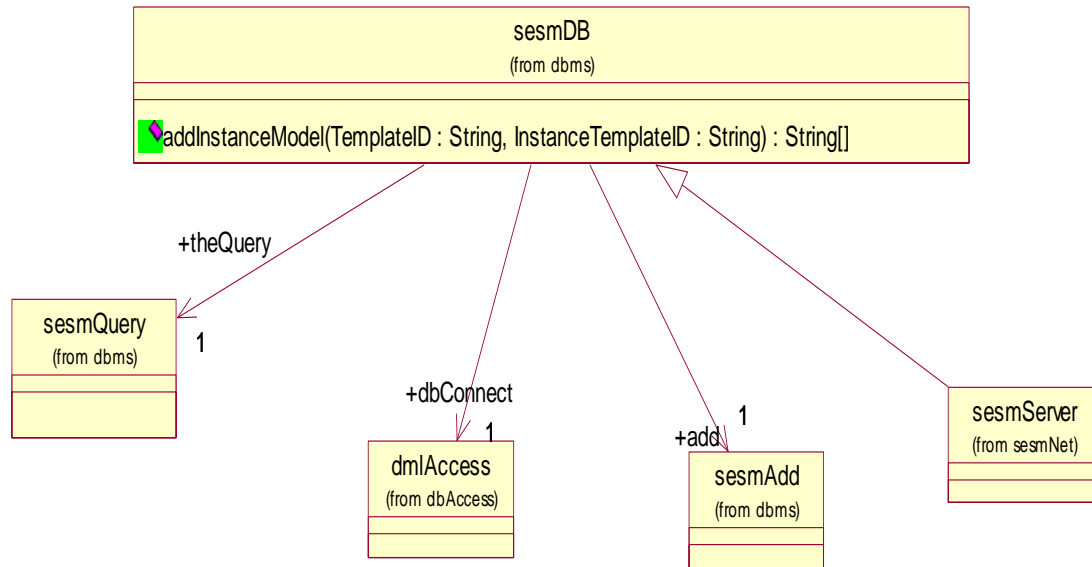 sesmDB
(from dbms)
addInstanceModel(TemplateID : String, InstanceTemplateID : String) : String[]
+theQuery
1
sesmQuery
(from dbms)
+dbConnect
1
dmlAccess
(from dbAccess)
1
+add
sesmAdd
(from dbms)
sesmServer
(from sesmNet)